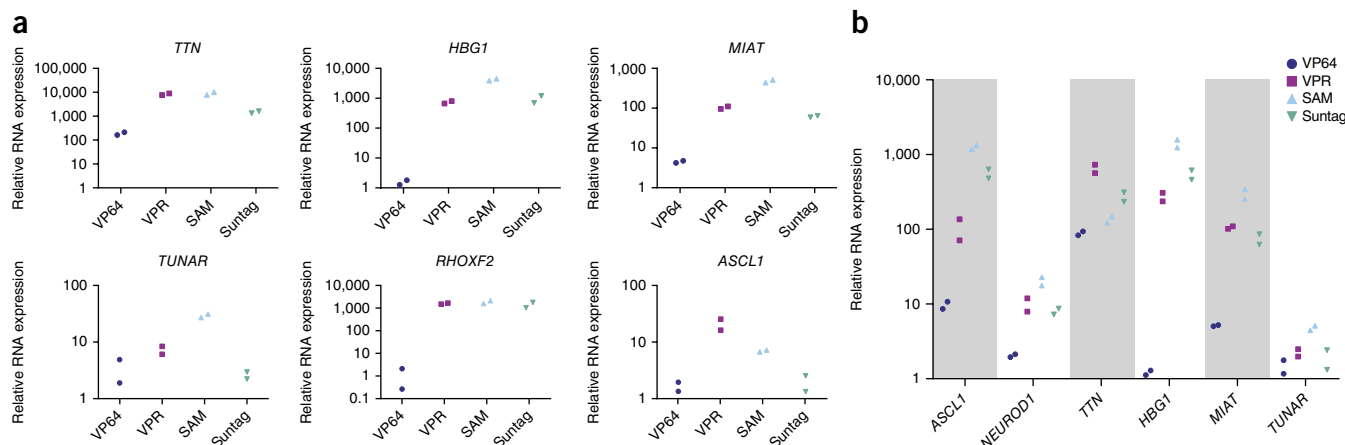 a
TTN
Relative RNA expression
100,000
10,000
1,000
100
10
1
VP64
VPR
SAM
Suntag
HBG1
Relative RNA expression
10,000
1,000
100
10
1
VP64
VPR
SAM
Suntag
MIAT
Relative RNA expression
1,000
100
10
1
VP64
VPR
SAM
Suntag
TUNAR
Relative RNA expression
100
10
1
VP64
VPR
SAM
Suntag
RHOXF2
Relative RNA expression
10,000
1,000
100
10
1
0.1
VP64
VPR
SAM
Suntag
ASCL1
Relative RNA expression
100
10
1
VP64
VPR
SAM
Suntag
b
Relative RNA expression
10,000
1,000
100
10
1
ASCL1
NEUROD1
TTN
HBG1
MIAT
TUNAR
VP64
VPR
SAM
Suntag